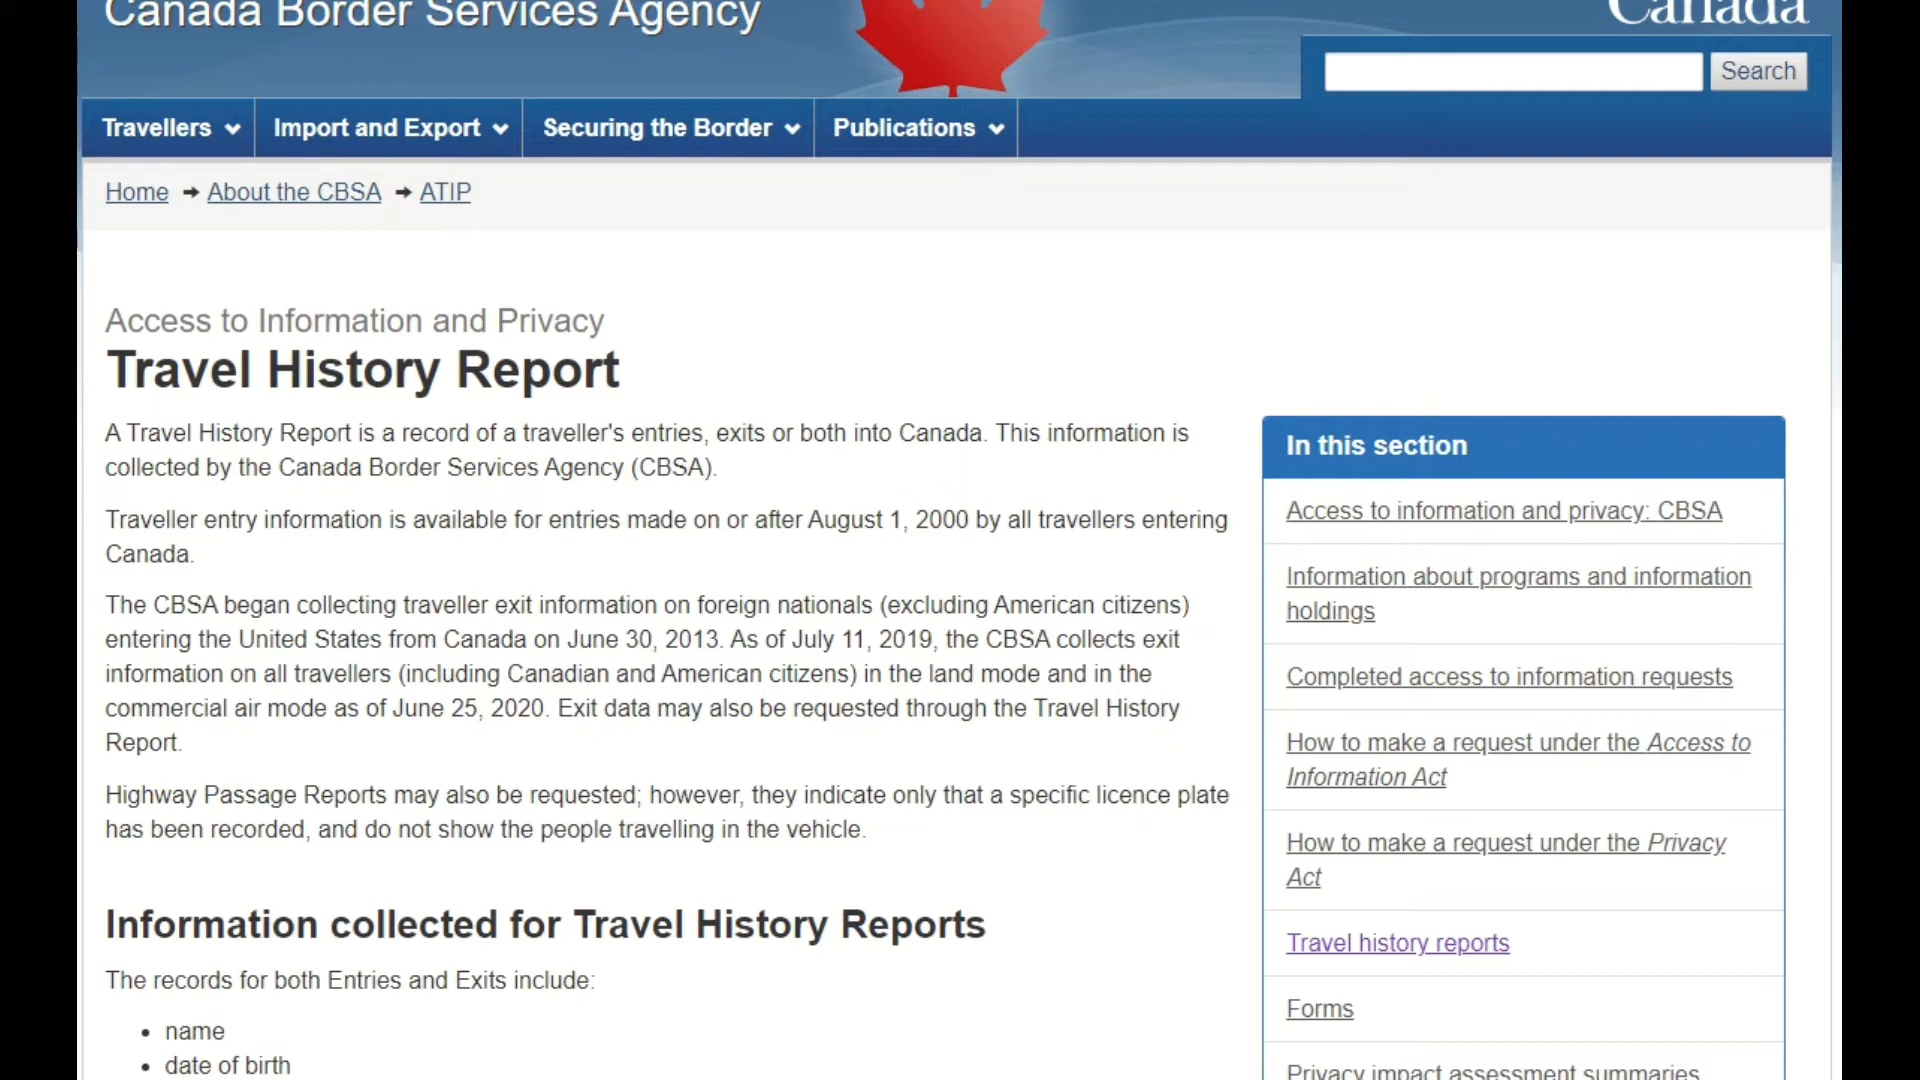 Canada Border Services Agency
Canada
Search
Travellers
Import and Export
Securing the Border
Publications
Home
About the CBSA
ATIP
Access to Information and Privacy
Travel History Report
A Travel History Report is a record of a traveller's entries, exits or both into Canada. This information is
collected by the Canada Border Services Agency (CBSA).
Traveller entry information is available for entries made on or after August 1, 2000 by all travellers entering
Canada.
The CBSA began collecting traveller exit information on foreign nationals (excluding American citizens)
entering the United States from Canada on June 30, 2013. As of July 11, 2019, the CBSA collects exit
information on all travellers (including Canadian and American citizens) in the land mode and in the
commercial air mode as of June 25, 2020. Exit data may also be requested through the Travel History
Report.
Highway Passage Reports may also be requested; however, they indicate only that a specific licence plate
has been recorded, and do not show the people travelling in the vehicle.
Information collected for Travel History Reports
The records for both Entries and Exits include:
• name
• date of birth
In this section
Access to information and privacy: CBSA
Information about programs and information
holdings
Completed access to information requests
How to make a request under the Access to
Information Act
How to make a request under the Privacy
Act
Travel history reports
Forms
Privacy impact assessment summaries